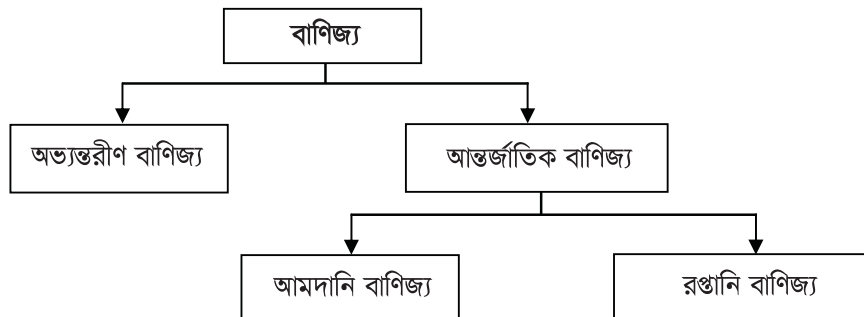 বাণিজ্য
অভ্যন্তরীণ বাণিজ্য
আন্তর্জাতিক বাণিজ্য
আমদানি বাণিজ্য
রপ্তানি বাণিজ্য